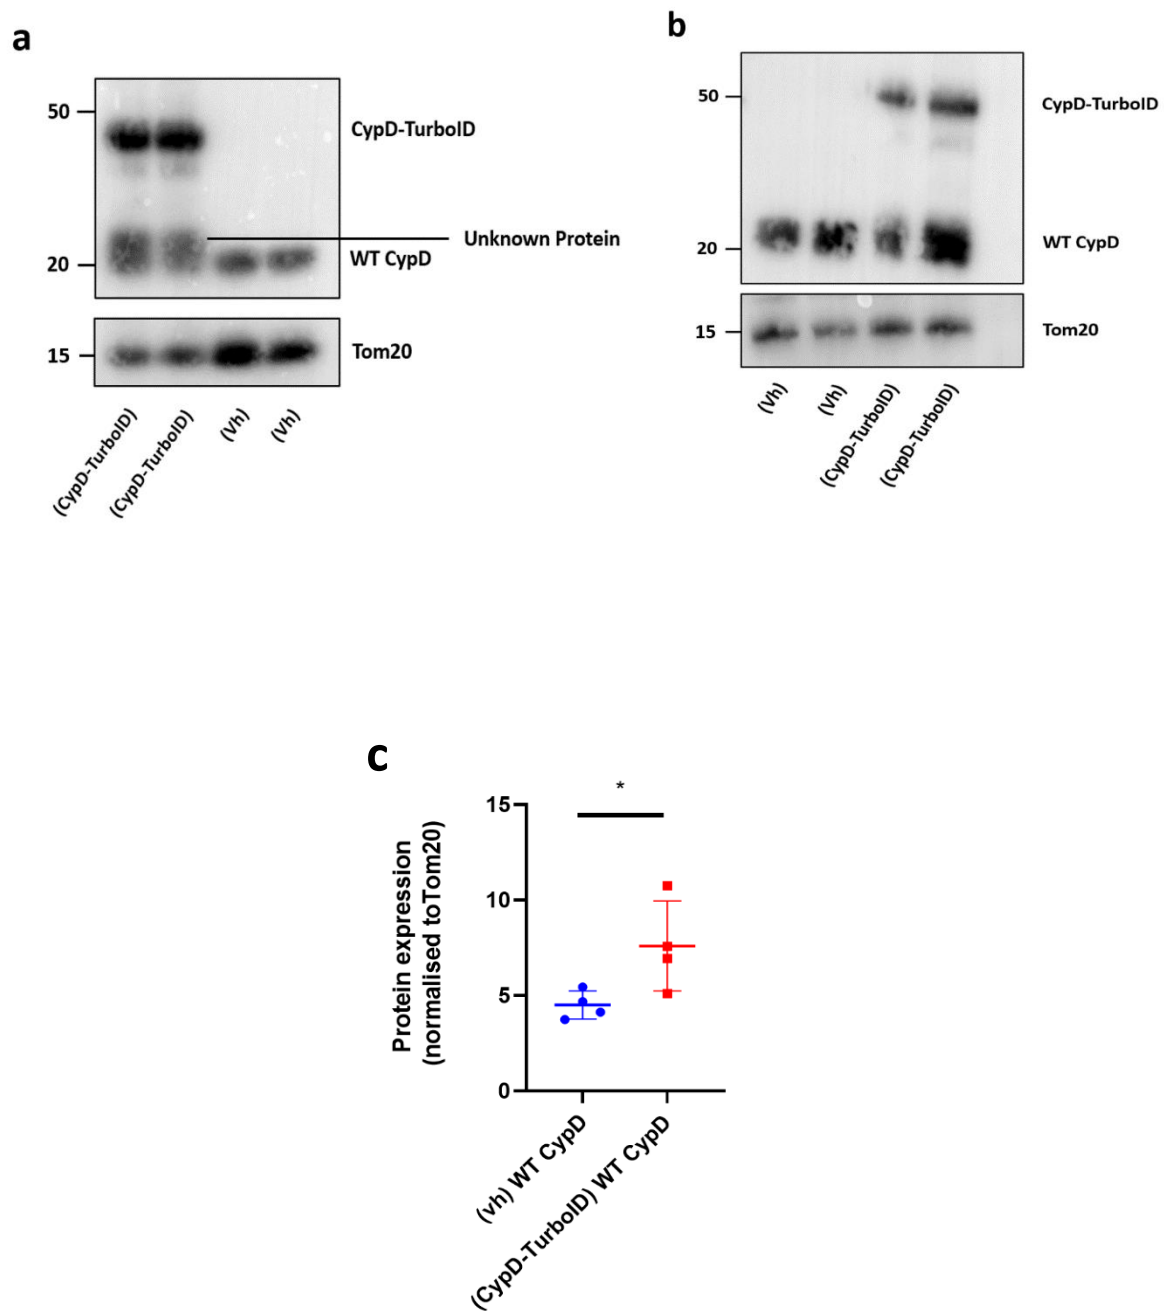 a
50
CypD-TurboID
Unknown Protein
20
WT CypD
15
Tom20
(CypD-TurboID)
(CypD-TurboID)
(Vh)
(Vh)
b
50
CypD-TurboID
20
WT CypD
15
Tom20
(Vh)
(Vh)
(CypD-TurboID)
(CypD-TurboID)
c
*
15
10
5
0
Protein expression
(normalised toTom20)
(vh) WT CypD
(CypD-TurboID) WT CypD